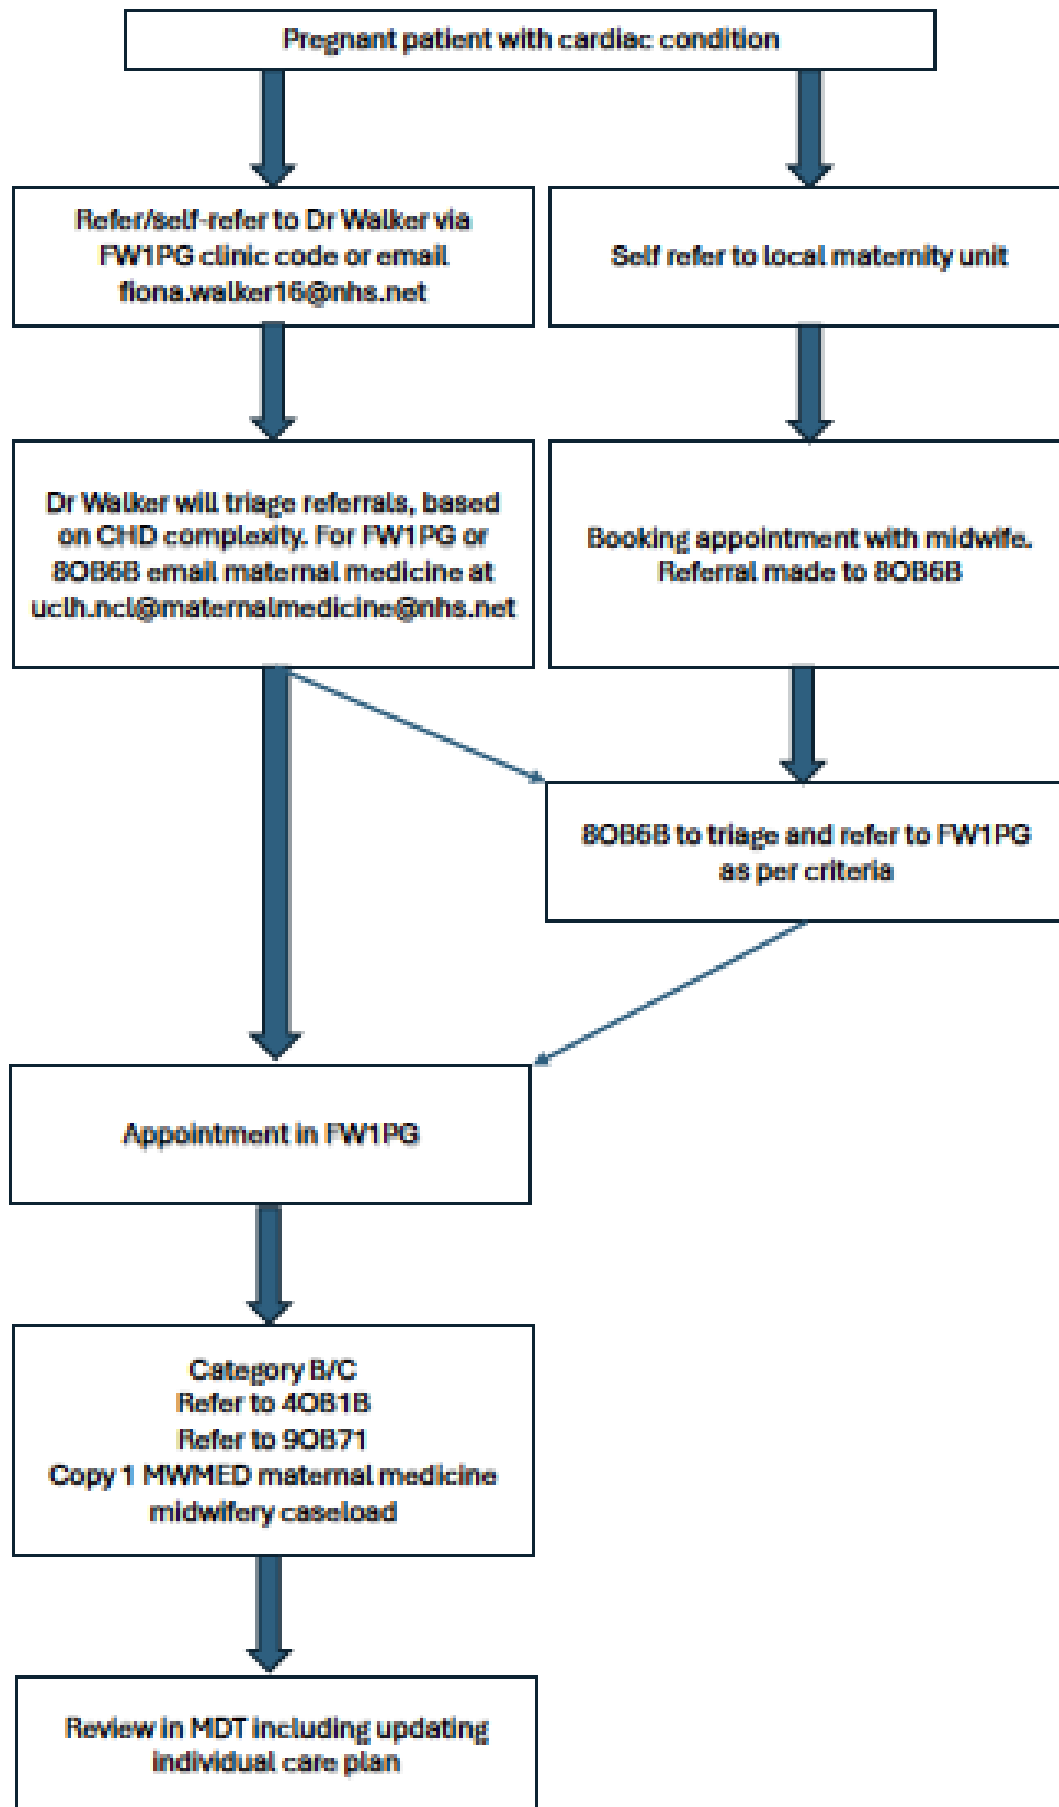 Pregnant patient with cardiac condition
Refer/self-refer to Dr Walker via
FW1PG clinic code or email
fiona.walker16@nhs.net
Self refer to local maternity unit
Dr Walker will triage referrals, based
on CHD complexity. For FW1PG or
8OB6B email maternal medicine at
uclh.ncl@maternalmedicine@nhs.net
Booking appointment with midwife.
Referral made to 8OB6B
8OB6B to triage and refer to FW1PG
as per criteria
Appointment in FW1PG
Category B/C
Refer to 4OB1B
Refer to 9OB71
Copy 1 MWMED maternal medicine
midwifery caseload
Review in MDT including updating
individual care plan